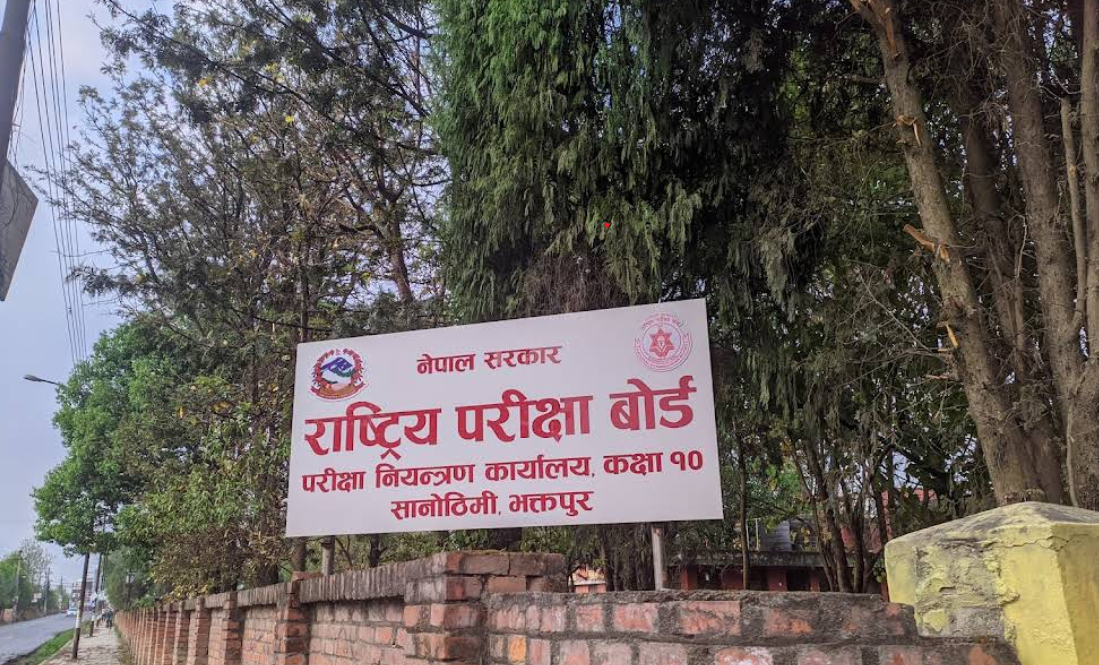 नेपाल सरकार
राष्ट्रिय परीक्षा बोर्ड
परीक्षा नियन्त्रण कार्यालय, कक्षा १०
सानोठिमी, भक्तपुर